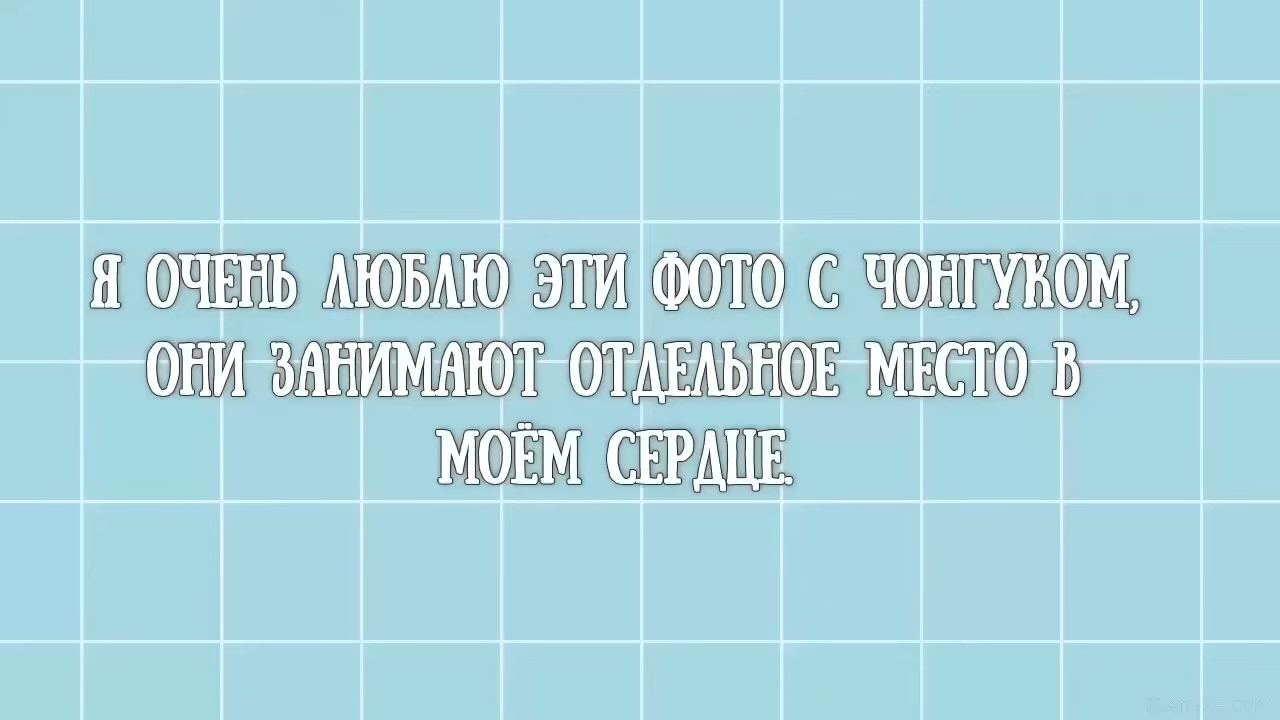 Я ОЧЕНЬ ЛЮБЛЮ ЭТИ ФОТО С ЧОНГУКОМ,
ОНИ ЗАНИМАЮТ ОТДЕЛЬНОЕ МЕСТО В
МОЁМ СЕРДЦЕ.